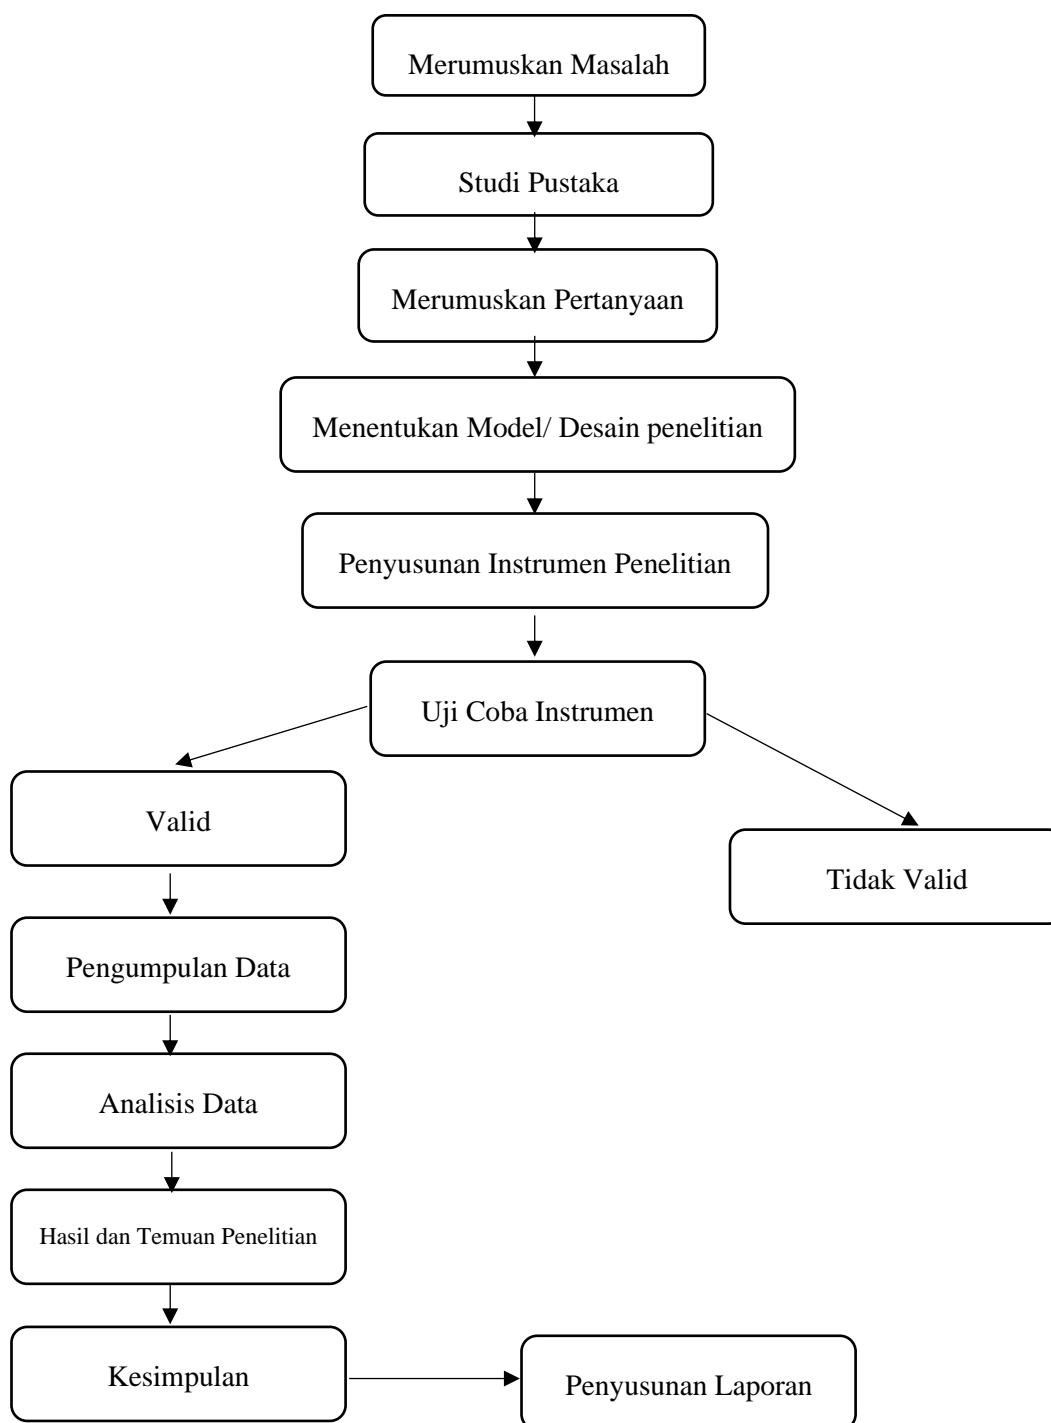 Merumuskan Masalah
Studi Pustaka
Merumuskan Pertanyaan
Menentukan Model/ Desain penelitian
Penyusunan Instrumen Penelitian
Uji Coba Instrumen
Valid
Tidak Valid
Pengumpulan Data
Analisis Data
Hasil dan Temuan Penelitian
Kesimpulan
Penyusunan Laporan